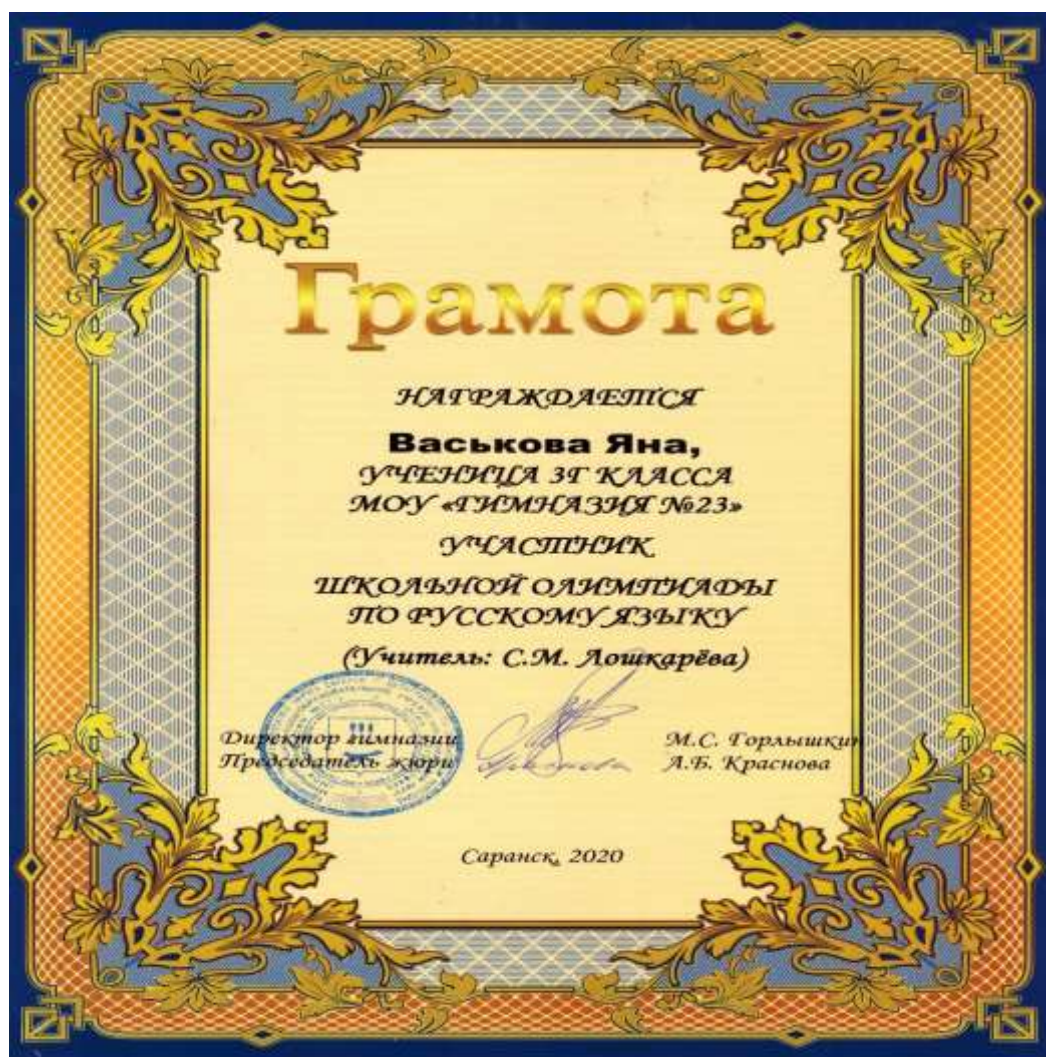 Грамота
НАГРАЖДАЕТСЯ
Васькова Яна,
УЧЕНИЦА 3Г КЛАССА
МОУ «ГИМНАЗИЯ №23»
УЧАСТНИК
ШКОЛЬНОЙ ОЛИМПИАДЫ
ПО РУССКОМУ ЯЗЫКУ
(Учитель: С.М. Лошкарёва)
Директор гимназии М.С. Горлышкин
Председатель жюри А.Б. Краснова
Саранск, 2020